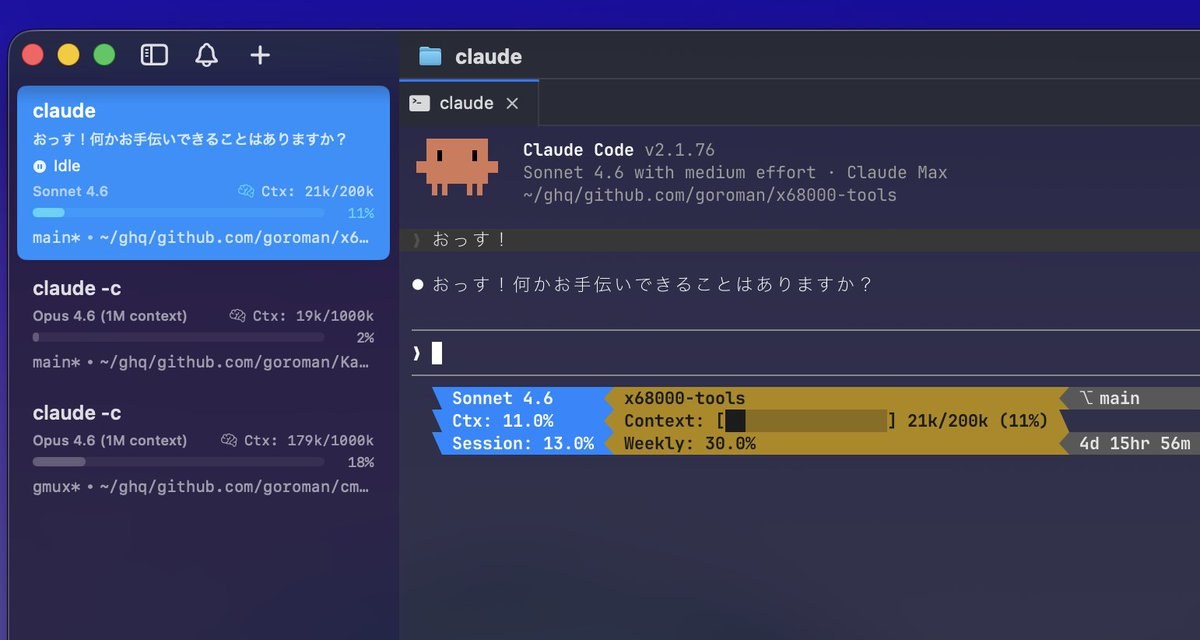 claude
おっす！何かお手伝いできることはありますか？
Idle
Sonnet 4.6 Ctx: 21k/200k
11%
main* • ~/ghq/github.com/goroman/x6…
claude -c
Opus 4.6 (1M context) Ctx: 19k/1000k
2%
main* • ~/ghq/github.com/goroman/Ka…
claude -c
Opus 4.6 (1M context) Ctx: 179k/1000k
18%
gmux* • ~/ghq/github.com/goroman/cm…
claude
claude
Claude Code v2.1.76
Sonnet 4.6 with medium effort · Claude Max
~/ghq/github.com/goroman/x68000-tools
❯ おっす！
● おっす！何かお手伝いできることはありますか？
❯
Sonnet 4.6 x68000-tools ⌥ main
Ctx: 11.0% Context: [ ] 21k/200k (11%)
Session: 13.0% Weekly: 30.0% 4d 15hr 56m